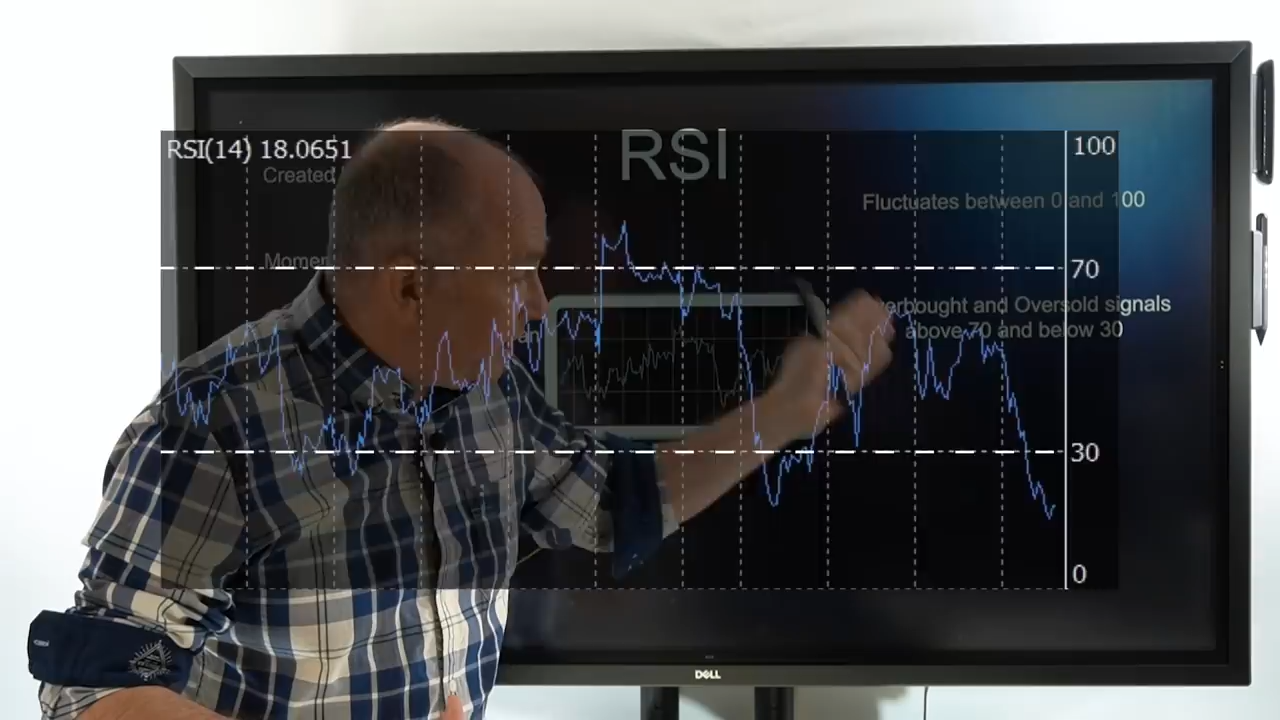 RSI
RSI(14) 18.0651
100
Created
Fluctuates between 0 and 100
70
Overbought and Oversold signals
above 70 and below 30
30
0
DELL